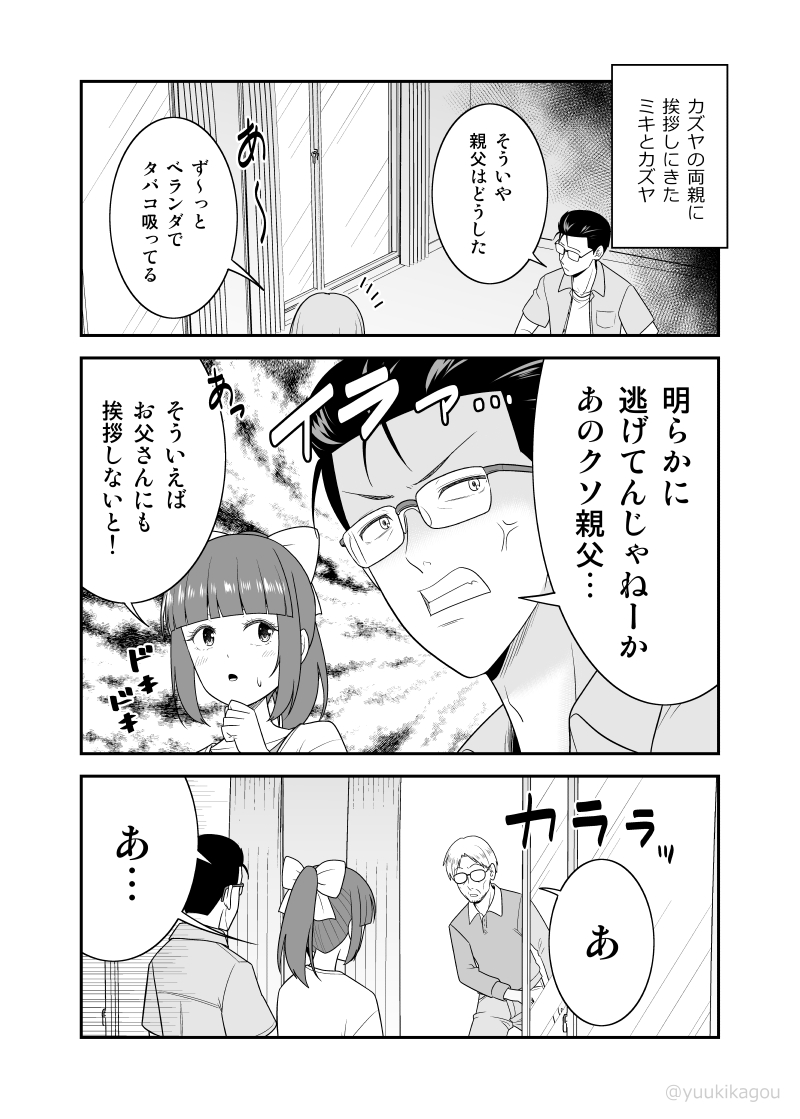 カズヤの両親に
挨拶しにきた
ミキとカズヤ
そういや
親父はどうした
あ～
ず～っと
ベランダで
タバコ吸ってる
明らかに
逃げてんじゃねーか
あのクソ親父…
イラァ…
あっ
そういえば
お父さんにも
挨拶しないと！
ドキ
ドキ
カララッ
あ
あ…
@yuukikagou